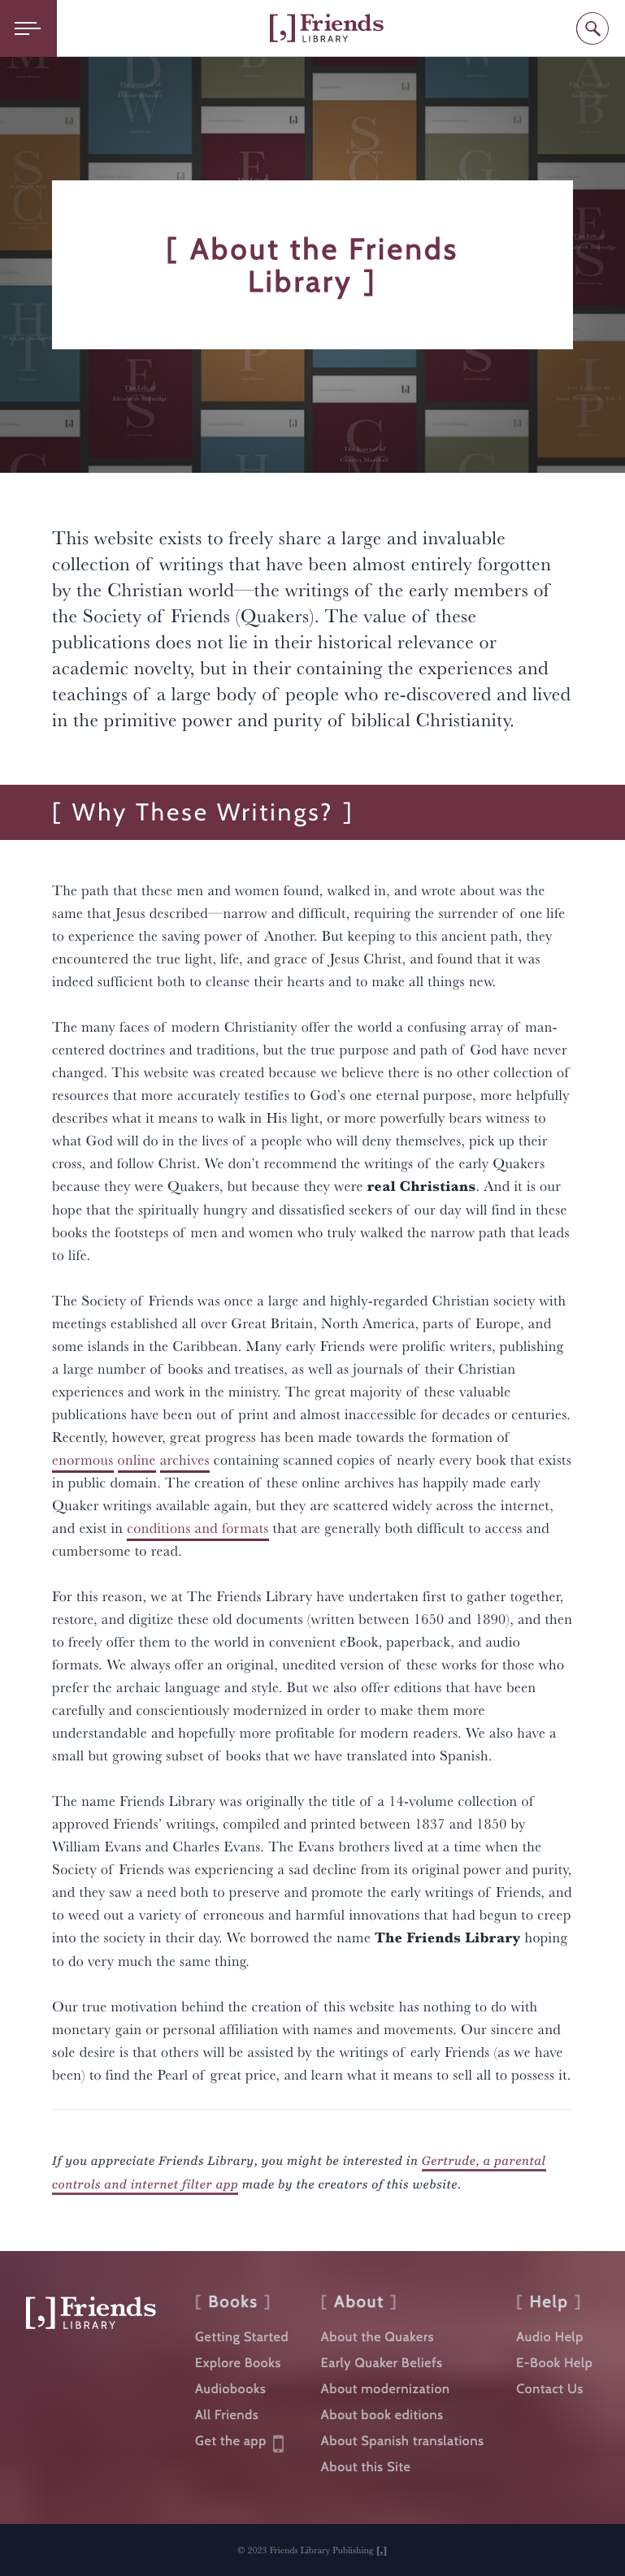 [,] Friends
LIBRARY
[ About the Friends
Library ]
This website exists to freely share a large and invaluable
collection of writings that have been almost entirely forgotten
by the Christian world—the writings of the early members of
the Society of Friends (Quakers). The value of these
publications does not lie in their historical relevance or
academic novelty, but in their containing the experiences and
teachings of a large body of people who re-discovered and lived
in the primitive power and purity of biblical Christianity.
[ Why These Writings? ]
The path that these men and women found, walked in, and wrote about was the
same that Jesus described—narrow and difficult, requiring the surrender of one life
to experience the saving power of Another. But keeping to this ancient path, they
encountered the true light, life, and grace of Jesus Christ, and found that it was
indeed sufficient both to cleanse their hearts and to make all things new.
The many faces of modern Christianity offer the world a confusing array of man-
centered doctrines and traditions, but the true purpose and path of God have never
changed. This website was created because we believe there is no other collection of
resources that more accurately testifies to God’s one eternal purpose, more helpfully
describes what it means to walk in His light, or more powerfully bears witness to
what God will do in the lives of a people who will deny themselves, pick up their
cross, and follow Christ. We don’t recommend the writings of the early Quakers
because they were Quakers, but because they were real Christians. And it is our
hope that the spiritually hungry and dissatisfied seekers of our day will find in these
books the footsteps of men and women who truly walked the narrow path that leads
to life.
The Society of Friends was once a large and highly-regarded Christian society with
meetings established all over Great Britain, North America, parts of Europe, and
some islands in the Caribbean. Many early Friends were prolific writers, publishing
a large number of books and treatises, as well as journals of their Christian
experiences and work in the ministry. The great majority of these valuable
publications have been out of print and almost inaccessible for decades or centuries.
Recently, however, great progress has been made towards the formation of
enormous online archives containing scanned copies of nearly every book that exists
in public domain. The creation of these online archives has happily made early
Quaker writings available again, but they are scattered widely across the internet,
and exist in conditions and formats that are generally both difficult to access and
cumbersome to read.
For this reason, we at The Friends Library have undertaken first to gather together,
restore, and digitize these old documents (written between 1650 and 1890), and then
to freely offer them to the world in convenient eBook, paperback, and audio
formats. We always offer an original, unedited version of these works for those who
prefer the archaic language and style. But we also offer editions that have been
carefully and conscientiously modernized in order to make them more
understandable and hopefully more profitable for modern readers. We also have a
small but growing subset of books that we have translated into Spanish.
The name Friends Library was originally the title of a 14-volume collection of
approved Friends’ writings, compiled and printed between 1837 and 1850 by
William Evans and Charles Evans. The Evans brothers lived at a time when the
Society of Friends was experiencing a sad decline from its original power and purity,
and they saw a need both to preserve and promote the early writings of Friends, and
to weed out a variety of erroneous and harmful innovations that had begun to creep
into the society in their day. We borrowed the name The Friends Library hoping
to do very much the same thing.
Our true motivation behind the creation of this website has nothing to do with
monetary gain or personal affiliation with names and movements. Our sincere and
sole desire is that others will be assisted by the writings of early Friends (as we have
been) to find the Pearl of great price, and learn what it means to sell all to possess it.
If you appreciate Friends Library, you might be interested in Gertrude, a parental
controls and internet filter app made by the creators of this website.
[,] Friends
LIBRARY
[ Books ]
Getting Started
Explore Books
Audiobooks
All Friends
Get the app
[ About ]
About the Quakers
Early Quaker Beliefs
About modernization
About book editions
About Spanish translations
About this Site
[ Help ]
Audio Help
E-Book Help
Contact Us
© 2023 Friends Library Publishing [,]